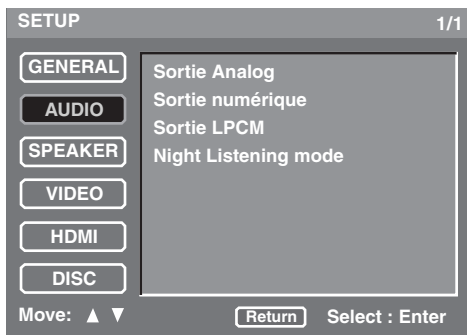 SETUP 1/1
GENERAL
AUDIO
SPEAKER
VIDEO
HDMI
DISC
Sortie Analog
Sortie numérique
Sortie LPCM
Night Listening mode
Move: ▲ ▼ Return Select : Enter